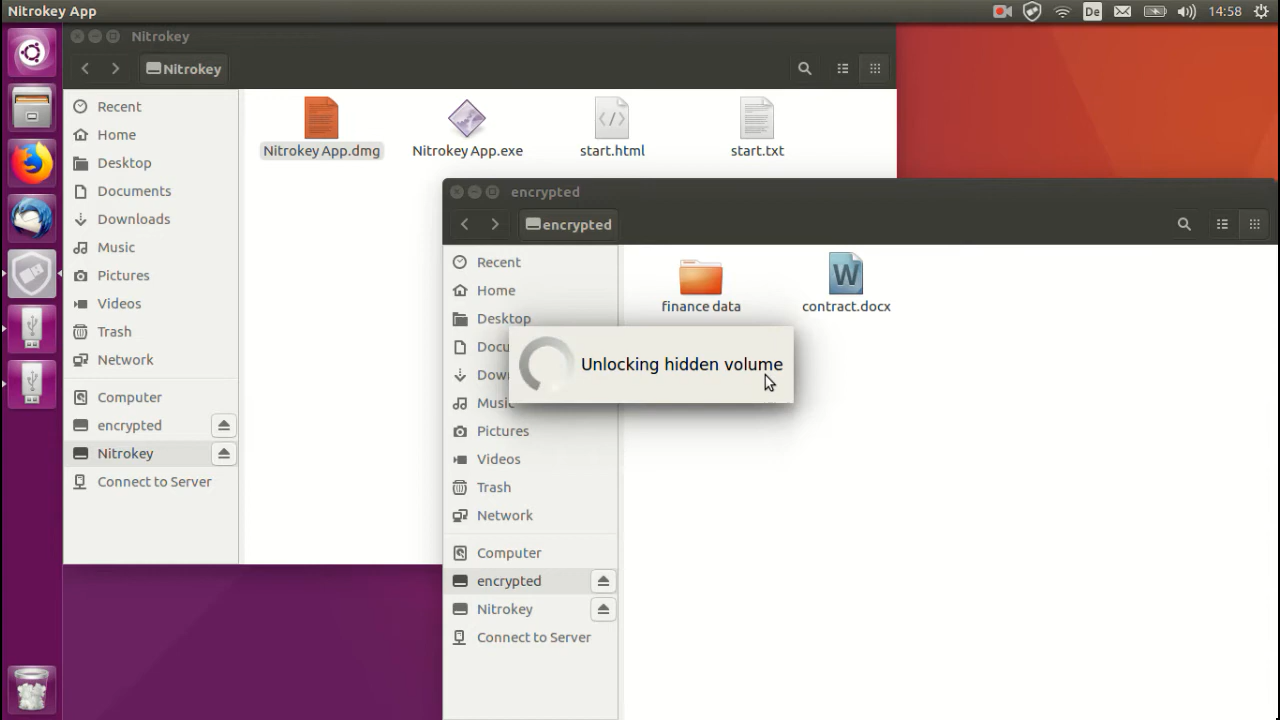 Nitrokey App
De
14:58
Nitrokey
Nitrokey
Recent
Home
Desktop
Documents
Downloads
Music
Pictures
Videos
Trash
Network
Computer
encrypted
Nitrokey
Connect to Server
Nitrokey App.dmg
Nitrokey App.exe
</>
start.html
start.txt
encrypted
encrypted
Recent
Home
Desktop
Docu
Dow
Music
Pictures
Videos
Trash
Network
Computer
encrypted
Nitrokey
Connect to Server
finance data
W
contract.docx
Unlocking hidden volume